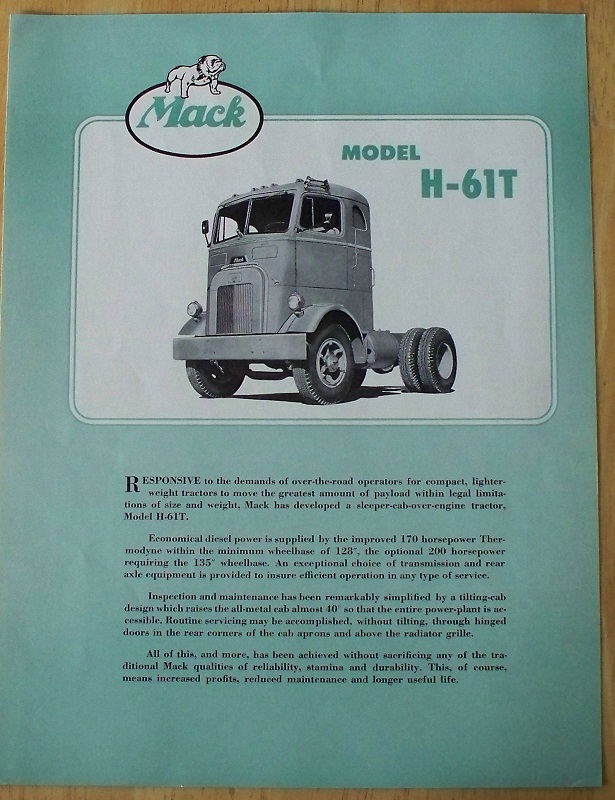 Mack
MODEL
H-61T
Mack
RESPONSIVE to the demands of over-the-road operators for compact, lighter-
weight tractors to move the greatest amount of payload within legal limita-
tions of size and weight, Mack has developed a sleeper-cab-over-engine tractor,
Model H-61T.
Economical diesel power is supplied by the improved 170 horsepower Ther-
modyne within the minimum wheelbase of 128", the optional 200 horsepower
requiring the 135" wheelbase. An exceptional choice of transmission and rear
axle equipment is provided to insure efficient operation in any type of service.
Inspection and maintenance has been remarkably simplified by a tilting-cab
design which raises the all-metal cab almost 40° so that the entire power-plant is ac-
cessible. Routine servicing may be accomplished, without tilting, through hinged
doors in the rear corners of the cab aprons and above the radiator grille.
All of this, and more, has been achieved without sacrificing any of the tra-
ditional Mack qualities of reliability, stamina and durability. This, of course,
means increased profits, reduced maintenance and longer useful life.